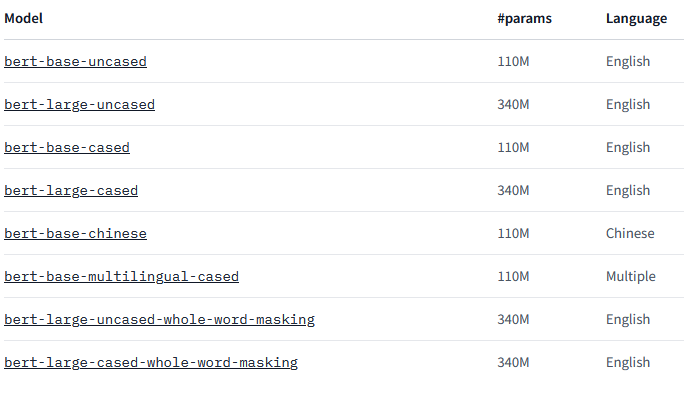 Model #params Language
bert-base-uncased 110M English
bert-large-uncased 340M English
bert-base-cased 110M English
bert-large-cased 340M English
bert-base-chinese 110M Chinese
bert-base-multilingual-cased 110M Multiple
bert-large-uncased-whole-word-masking 340M English
bert-large-cased-whole-word-masking 340M English